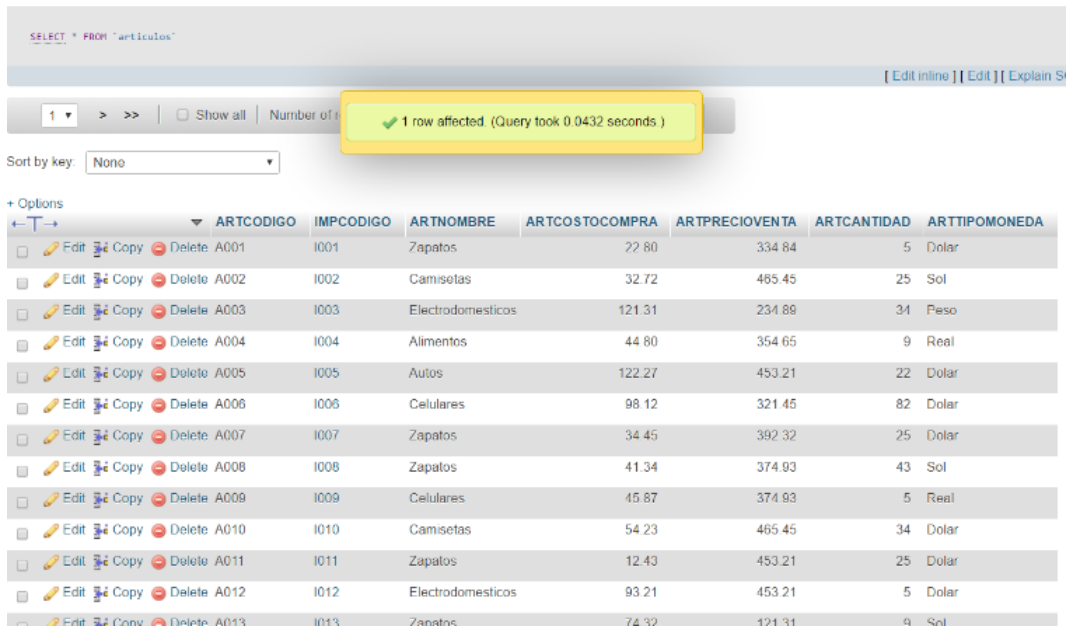 SELECT * FROM `articulos`
[ Edit inline ] [ Edit ] [ Explain
1 > >> Show all Number of
1 row affected. (Query took 0.0432 seconds.)
Sort by key: None
+ Options
ARTCODIGO IMPCODIGO ARTNOMBRE ARTCOSTOCOMPRA ARTPRECIOVENTA ARTCANTIDAD ARTTIPOMONEDA
Edit Copy Delete A001 I001 Zapatos 22.80 334.84 5 Dolar
Edit Copy Delete A002 I002 Camisetas 32.72 465.45 25 Sol
Edit Copy Delete A003 I003 Electrodomesticos 121.31 234.89 34 Peso
Edit Copy Delete A004 I004 Alimentos 44.80 354.65 9 Real
Edit Copy Delete A005 I005 Autos 122.27 453.21 22 Dolar
Edit Copy Delete A006 I006 Celulares 98.12 321.45 82 Dolar
Edit Copy Delete A007 I007 Zapatos 34.45 392.32 25 Dolar
Edit Copy Delete A008 I008 Zapatos 41.34 374.93 43 Sol
Edit Copy Delete A009 I009 Celulares 45.87 374.93 5 Real
Edit Copy Delete A010 I010 Camisetas 54.23 465.45 34 Dolar
Edit Copy Delete A011 I011 Zapatos 12.43 453.21 25 Dolar
Edit Copy Delete A012 I012 Electrodomesticos 93.21 453.21 5 Dolar
Edit Copy Delete A013 I013 Zapatos 74.32 121.31 9 Sol